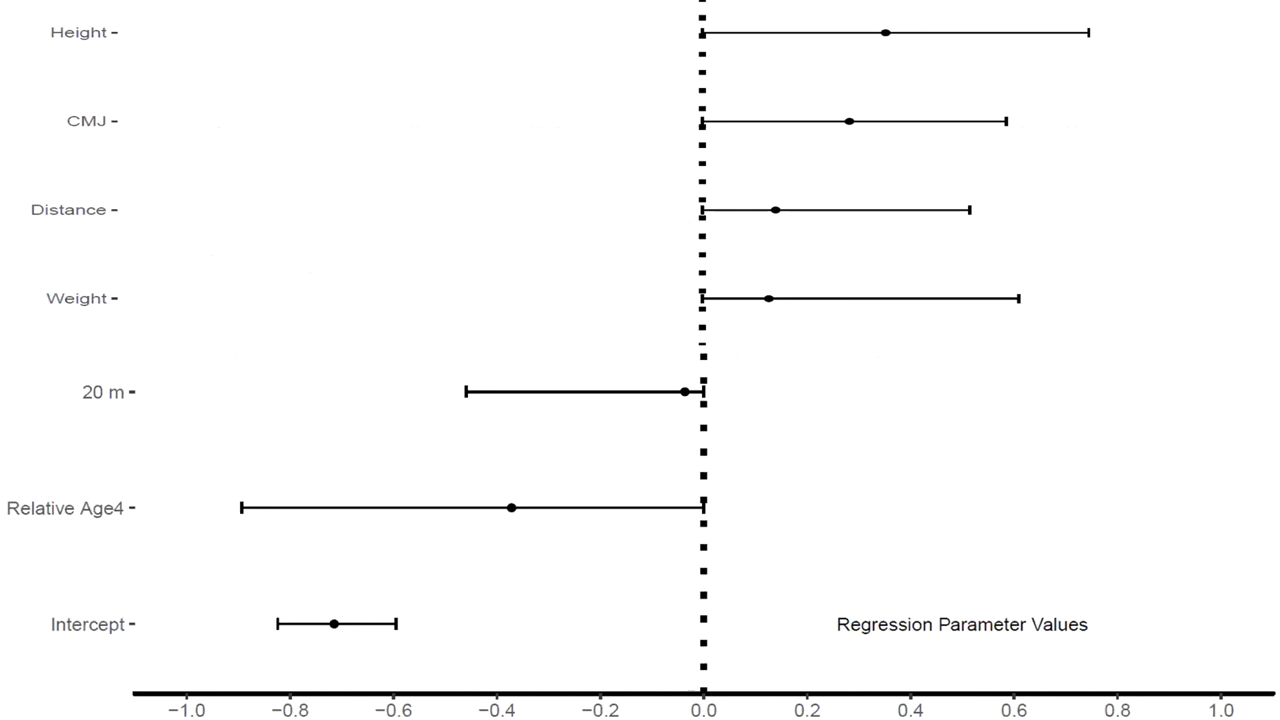 Height
CMJ
Distance
Weight
20 m
Relative Age4
Intercept
Regression Parameter Values
−1.0 −0.8 −0.6 −0.4 −0.2 0.0 0.2 0.4 0.6 0.8 1.0